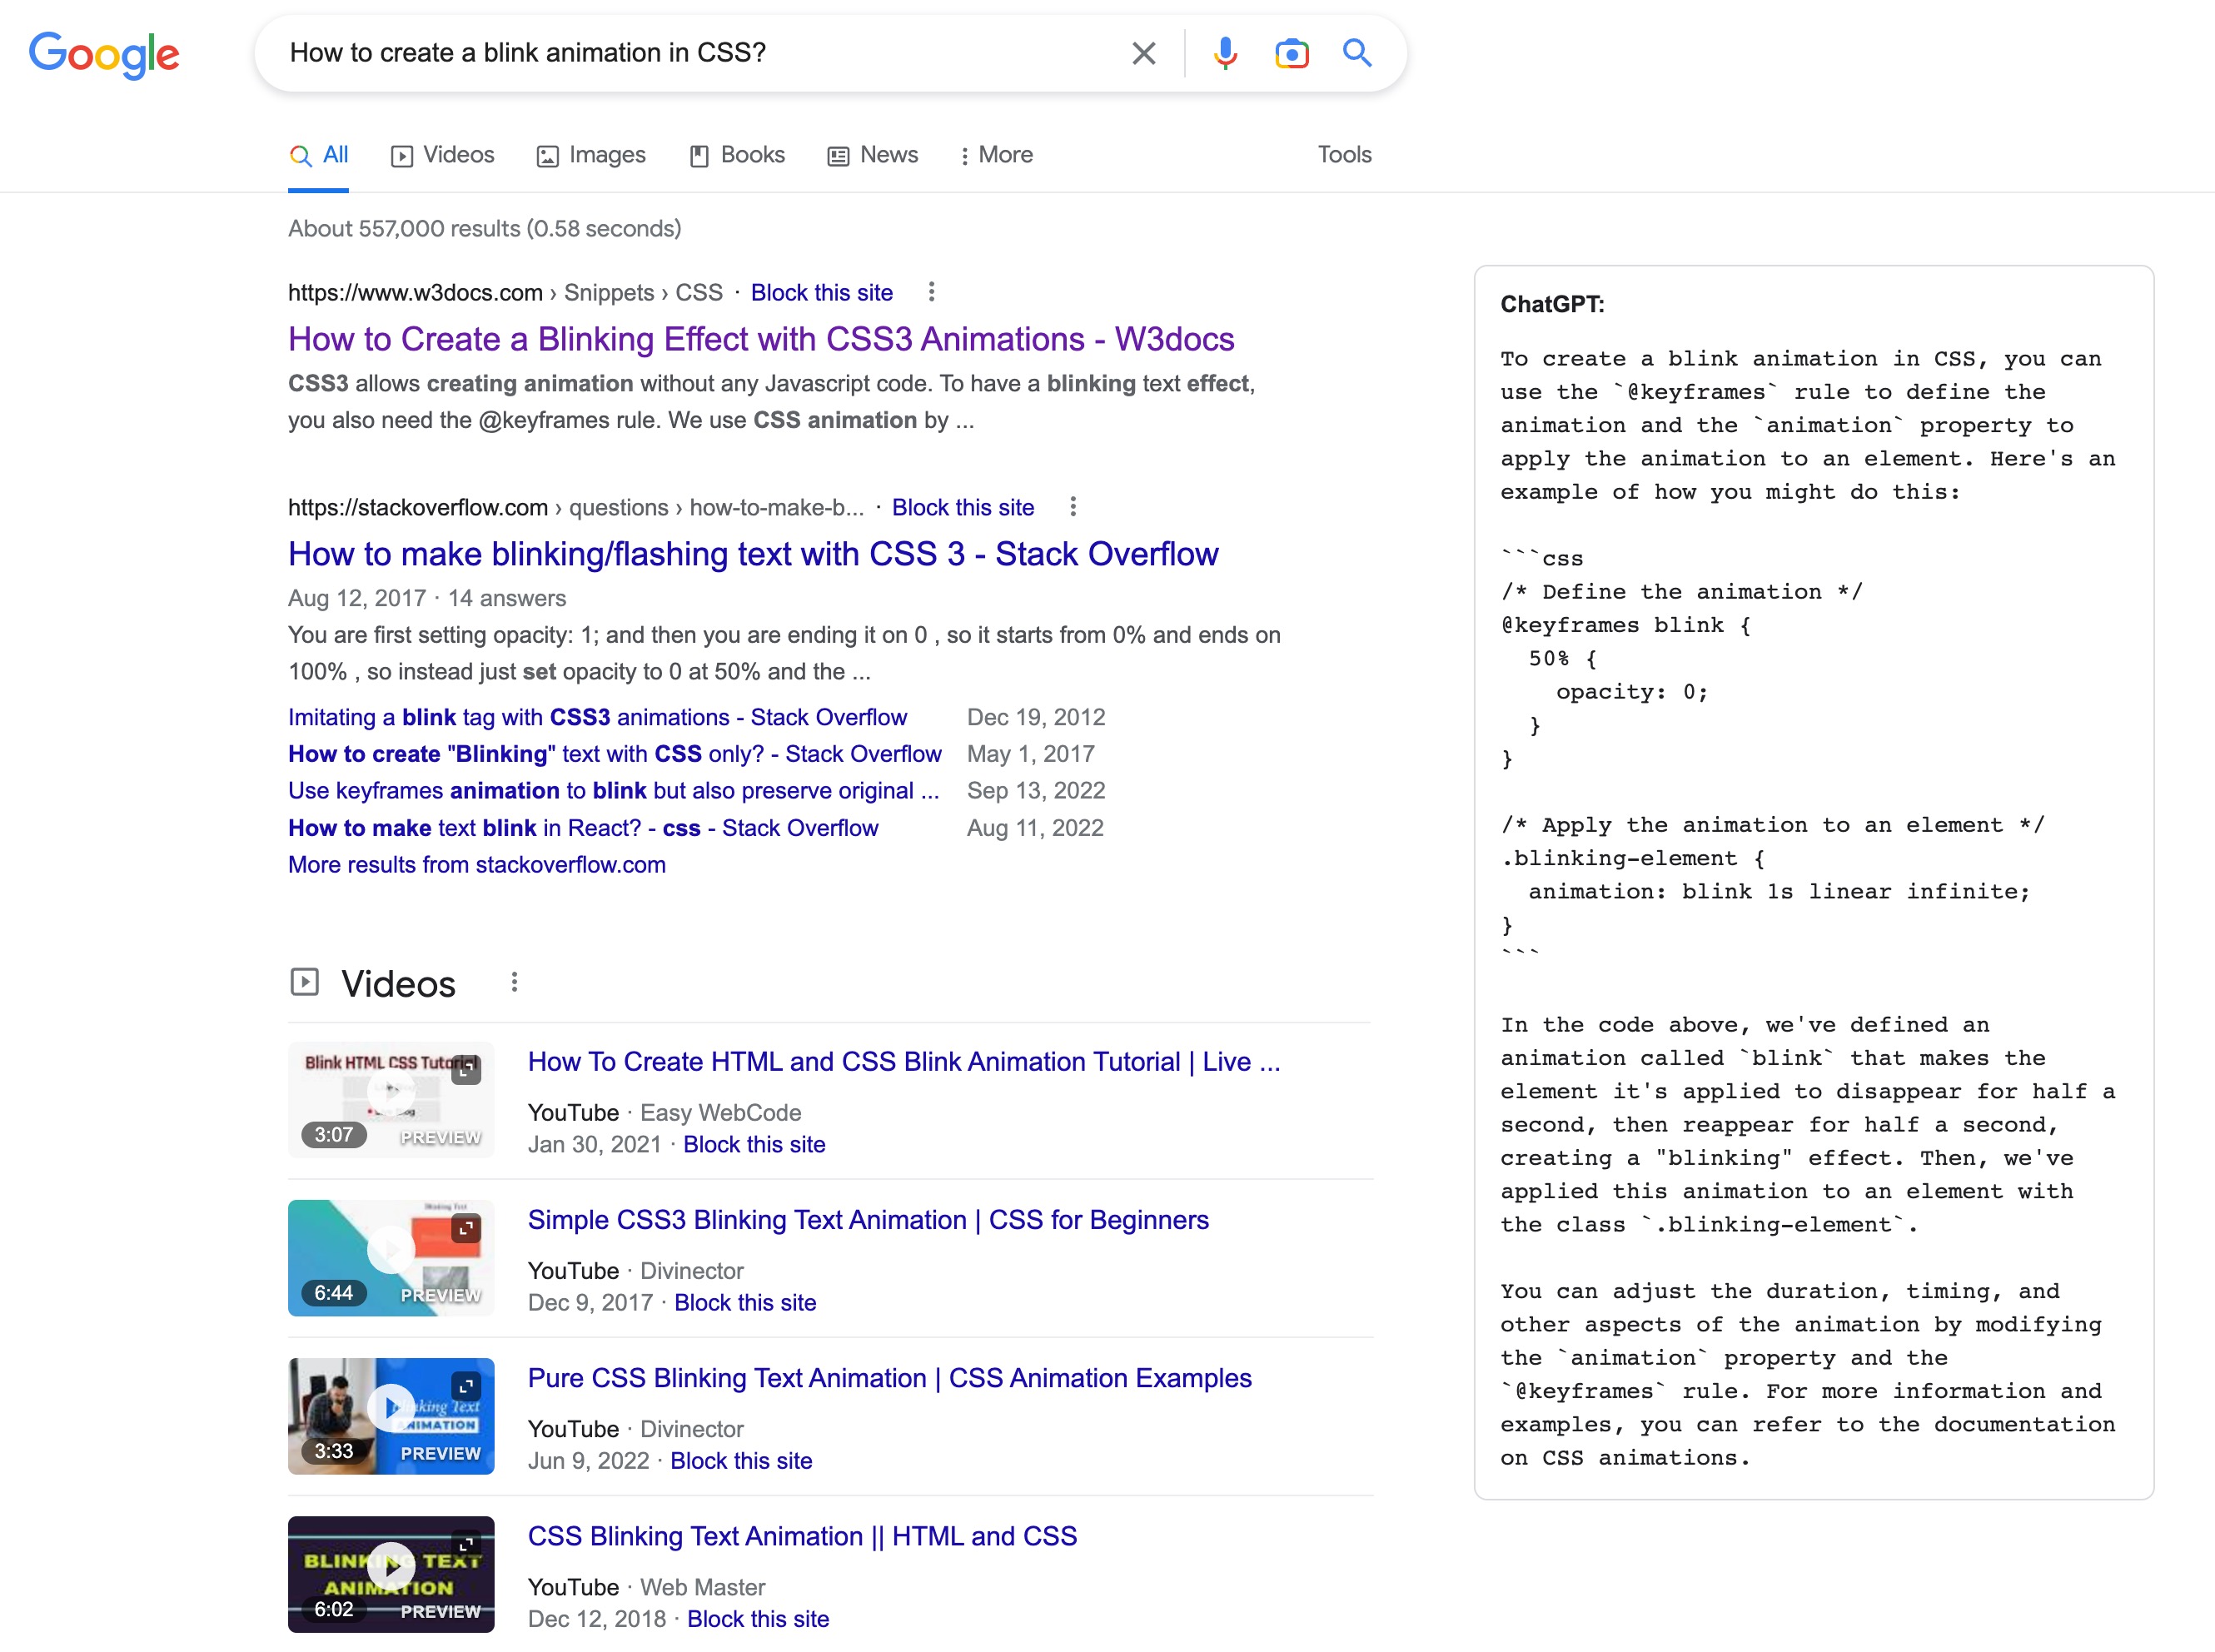 Google
How to create a blink animation in CSS?
All Videos Images Books News More Tools
About 557,000 results (0.58 seconds)
https://www.w3docs.com › Snippets › CSS · Block this site
How to Create a Blinking Effect with CSS3 Animations - W3docs
CSS3 allows creating animation without any Javascript code. To have a blinking text effect,
you also need the @keyframes rule. We use CSS animation by ...
https://stackoverflow.com › questions › how-to-make-b... · Block this site
How to make blinking/flashing text with CSS 3 - Stack Overflow
Aug 12, 2017 · 14 answers
You are first setting opacity: 1; and then you are ending it on 0 , so it starts from 0% and ends on
100% , so instead just set opacity to 0 at 50% and the ...
Imitating a blink tag with CSS3 animations - Stack Overflow Dec 19, 2012
How to create "Blinking" text with CSS only? - Stack Overflow May 1, 2017
Use keyframes animation to blink but also preserve original ... Sep 13, 2022
How to make text blink in React? - css - Stack Overflow Aug 11, 2022
More results from stackoverflow.com
Videos
Blink HTML CSS Tutorial
3:07 PREVIEW
How To Create HTML and CSS Blink Animation Tutorial | Live ...
YouTube · Easy WebCode
Jan 30, 2021 · Block this site
6:44 PREVIEW
Simple CSS3 Blinking Text Animation | CSS for Beginners
YouTube · Divinector
Dec 9, 2017 · Block this site
Blinking Text
ANIMATION
3:33 PREVIEW
Pure CSS Blinking Text Animation | CSS Animation Examples
YouTube · Divinector
Jun 9, 2022 · Block this site
BLINKING TEXT
ANIMATION
6:02 PREVIEW
CSS Blinking Text Animation || HTML and CSS
YouTube · Web Master
Dec 12, 2018 · Block this site
ChatGPT:
To create a blink animation in CSS, you can
use the `@keyframes` rule to define the
animation and the `animation` property to
apply the animation to an element. Here's an
example of how you might do this:
```css
/* Define the animation */
@keyframes blink {
50% {
opacity: 0;
}
}
/* Apply the animation to an element */
.blinking-element {
animation: blink 1s linear infinite;
}
```
In the code above, we've defined an
animation called `blink` that makes the
element it's applied to disappear for half a
second, then reappear for half a second,
creating a "blinking" effect. Then, we've
applied this animation to an element with
the class `.blinking-element`.
You can adjust the duration, timing, and
other aspects of the animation by modifying
the `animation` property and the
`@keyframes` rule. For more information and
examples, you can refer to the documentation
on CSS animations.